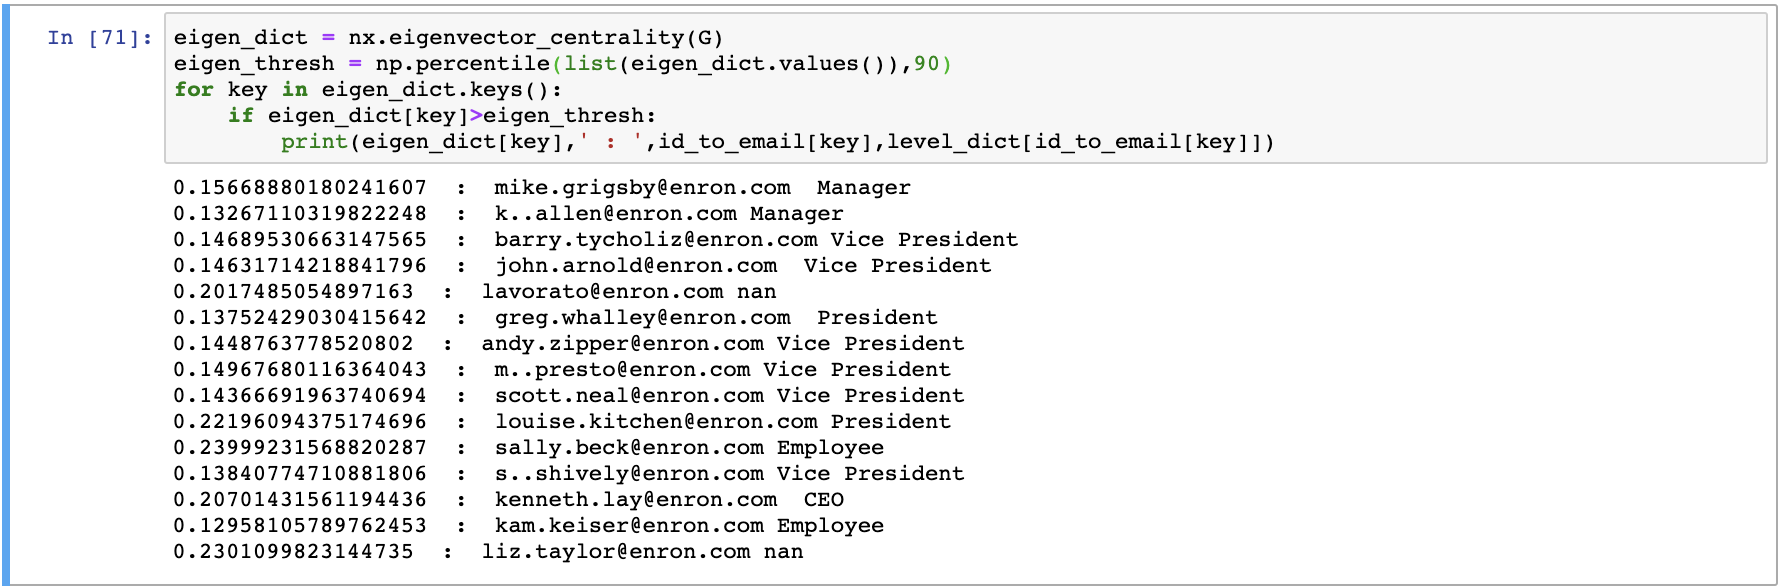 In [71]: eigen_dict = nx.eigenvector_centrality(G)
eigen_thresh = np.percentile(list(eigen_dict.values()),90)
for key in eigen_dict.keys():
    if eigen_dict[key]>eigen_thresh:
        print(eigen_dict[key],' : ',id_to_email[key],level_dict[id_to_email[key]])
0.15668880180241607  :  mike.grigsby@enron.com  Manager
0.13267110319822248  :  k..allen@enron.com Manager
0.14689530663147565  :  barry.tycholiz@enron.com Vice President
0.14631714218841796  :  john.arnold@enron.com  Vice President
0.2017485054897163  :  lavorato@enron.com nan
0.13752429030415642  :  greg.whalley@enron.com  President
0.1448763778520802  :  andy.zipper@enron.com Vice President
0.14967680116364043  :  m..presto@enron.com Vice President
0.14366691963740694  :  scott.neal@enron.com Vice President
0.22196094375174696  :  louise.kitchen@enron.com President
0.23999231568820287  :  sally.beck@enron.com Employee
0.13840774710881806  :  s..shively@enron.com Vice President
0.20701431561194436  :  kenneth.lay@enron.com  CEO
0.12958105789762453  :  kam.keiser@enron.com Employee
0.2301099823144735  :  liz.taylor@enron.com nan